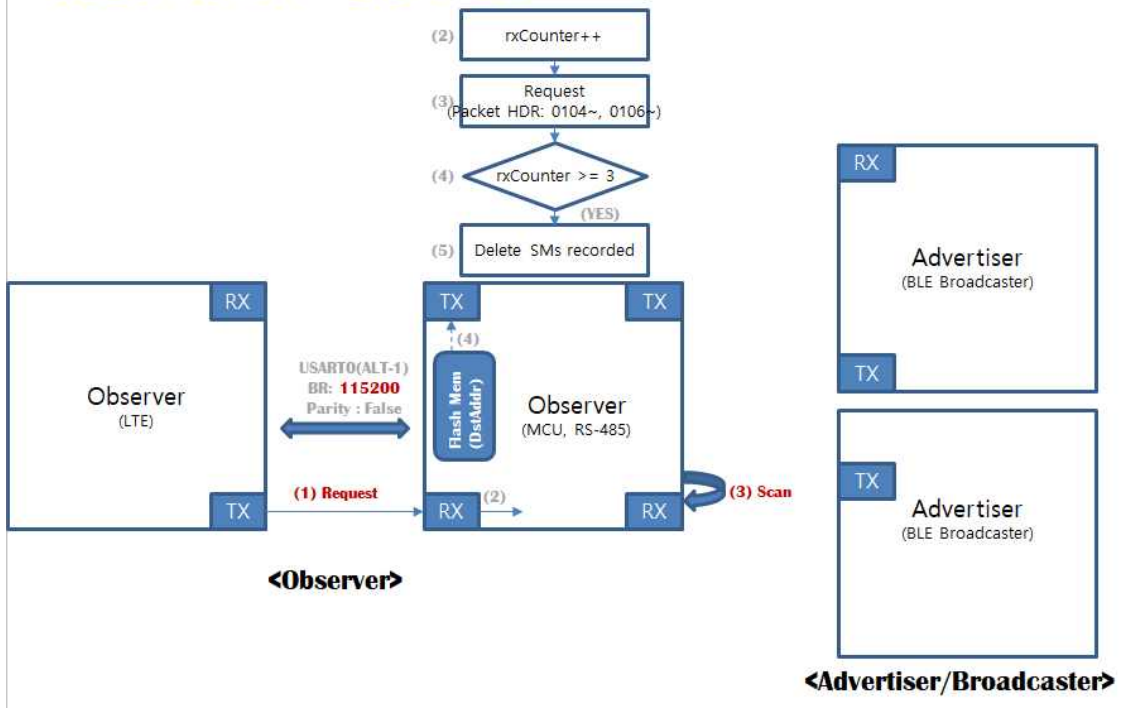 (2)
rxCounter++
(3)
Request
(Packet HDR: 0104~, 0106~)
(4)
rxCounter >= 3
(YES)
(5)
Delete SMs recorded
RX
Observer
(LTE)
TX
USART0(ALT-1)
BR: 115200
Parity : False
(1) Request
TX
TX
(4)
Flash Mem
(DstAddr)
Observer
(MCU, RS-485)
RX
(2)
RX
(3) Scan
<Observer>
RX
Advertiser
(BLE Broadcaster)
TX
TX
Advertiser
(BLE Broadcaster)
<Advertiser/Broadcaster>